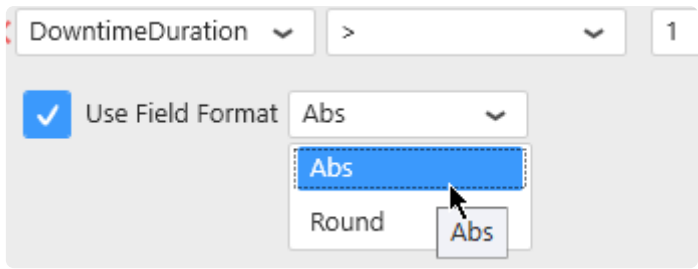 DowntimeDuration > 1
Use Field Format Abs
Abs
Round
Abs